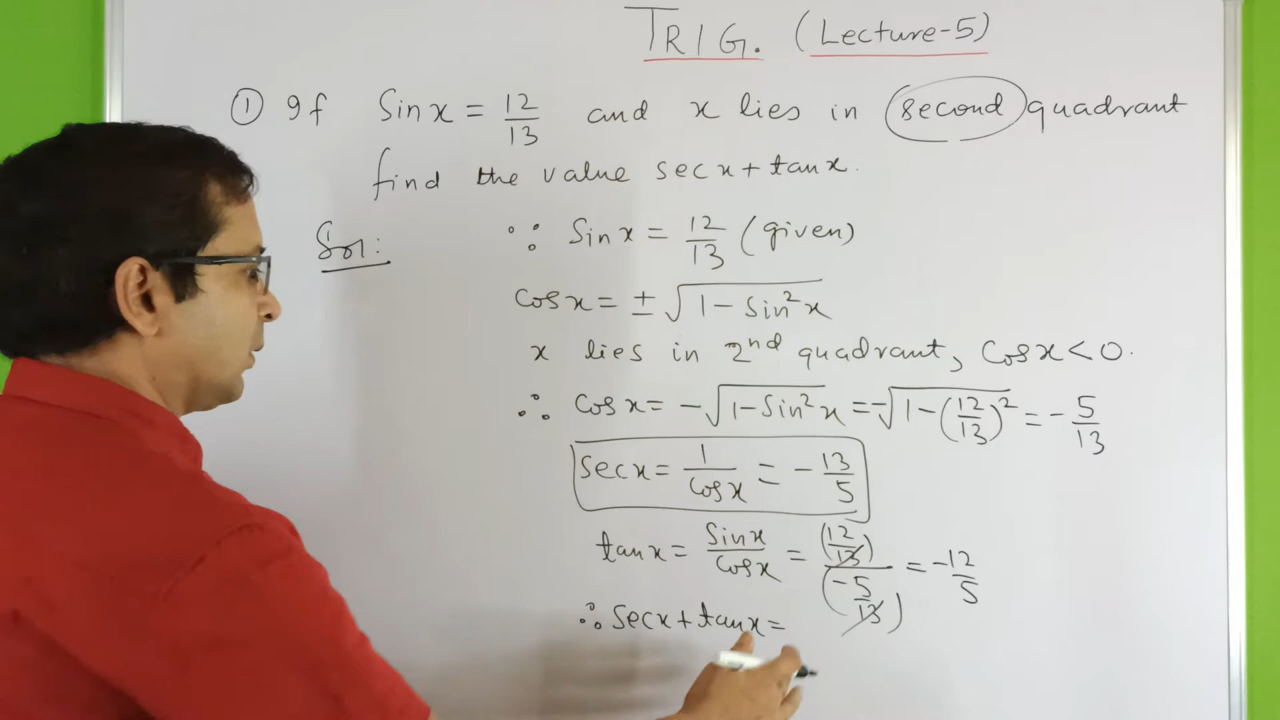 TRIG. (Lecture-5)
① If Sin x = 12/13 and x lies in second quadrant
find the value sec x + tan x.
Sol: ∵ Sin x = 12/13 (given)
Cos x = ± √(1 - Sin²x)
x lies in 2nd quadrant, Cos x < 0.
∴ Cos x = -√(1 - Sin²x) = -√(1 - (12/13)²) = - 5/13
Sec x = 1/Cos x = - 13/5
tan x = Sin x/Cos x = (12/13)/(-5/13) = -12/5
∴ Sec x + tan x =